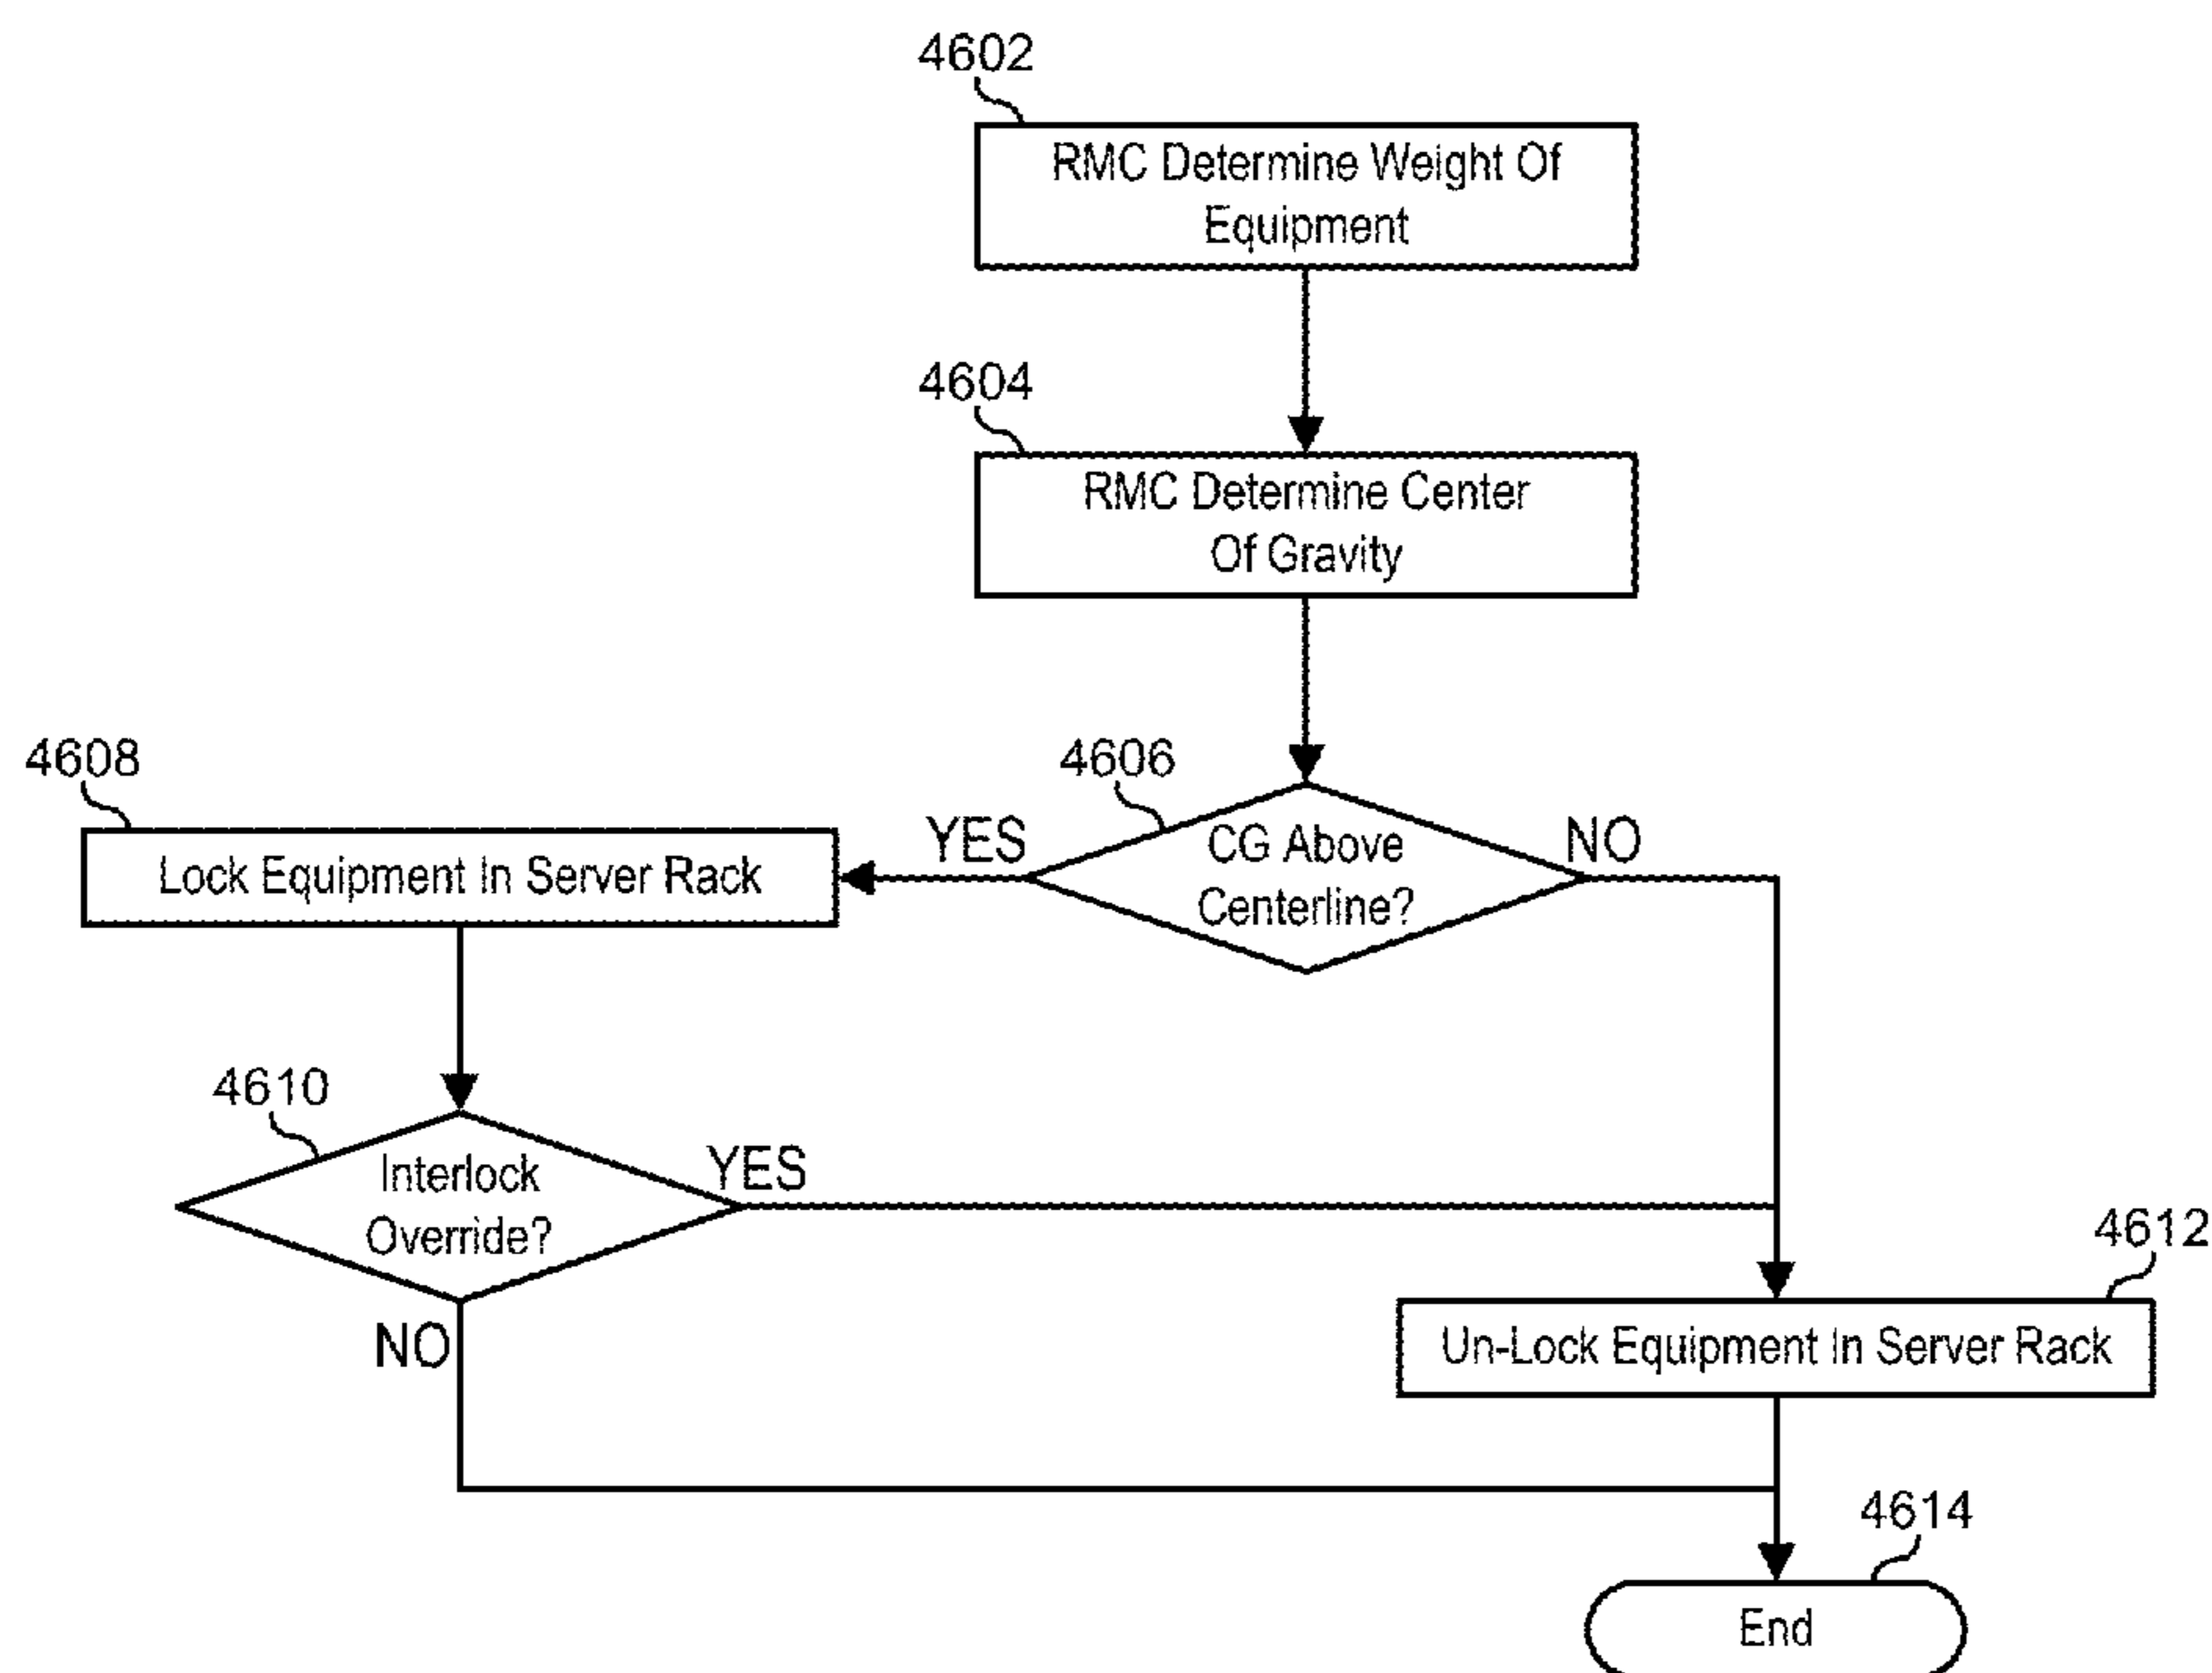 4602
RMC Determine Weight Of
Equipment
4604
RMC Determine Center
Of Gravity
4606
CG Above
Centerline?
YES
NO
4608
Lock Equipment In Server Rack
4610
Interlock
Override?
YES
NO
4612
Un-Lock Equipment In Server Rack
4614
End